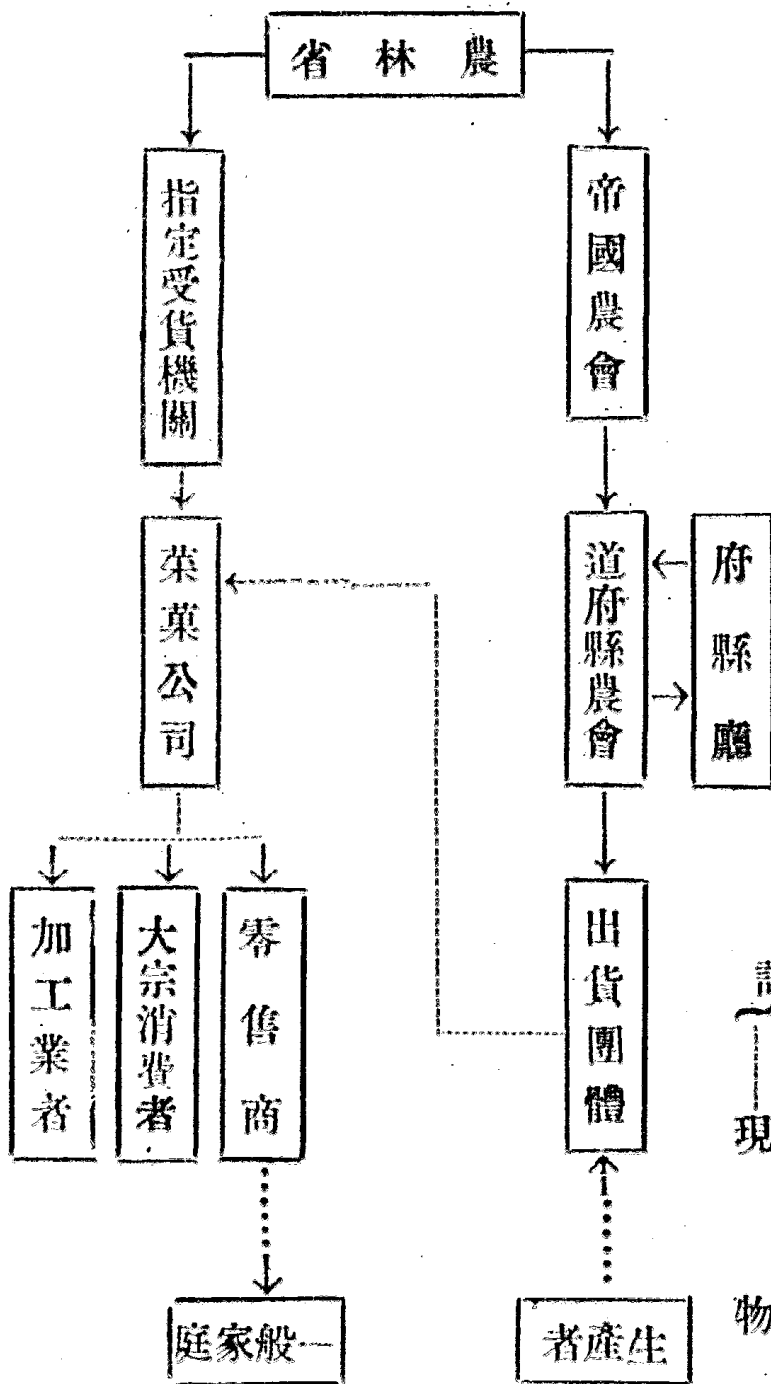 農林省
帝國農會
指定受貨機關
府縣廳
道府縣農會
菜菓公司
出貨團體
零售商
大宗消費者
加工業者
現物
生產者
一般家庭